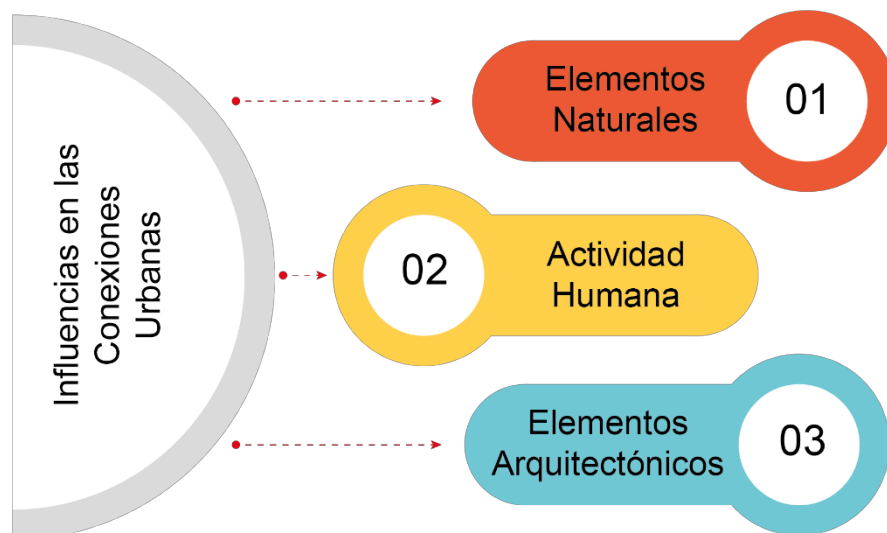 Influencias en las
Conexiones
Urbanas
Elementos
Naturales
01
02
Actividad
Humana
Elementos
Arquitectónicos
03